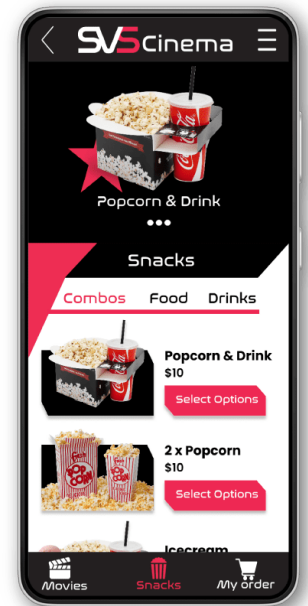 SVSCinema
Popcorn & Drink
Snacks
Combos Food Drinks
Popcorn & Drink
$10
Select Options
2 x Popcorn
$10
Select Options
Icecream
Movies Snacks My order